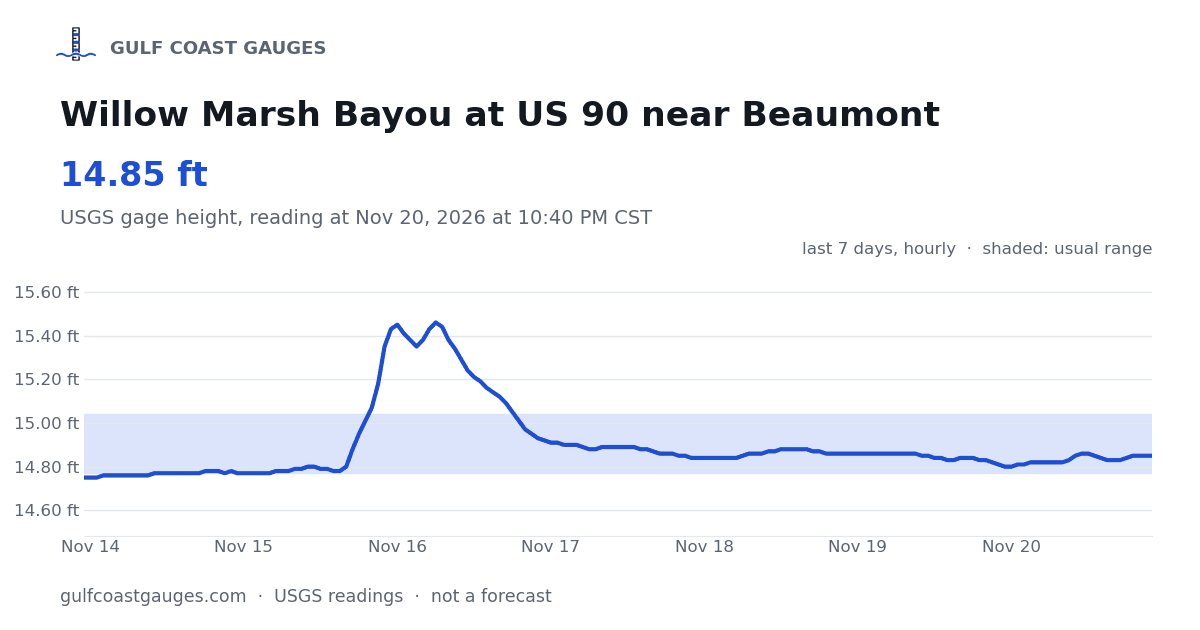 GULF COAST GAUGES
Willow Marsh Bayou at US 90 near Beaumont
14.85 ft
USGS gage height, reading at Nov 20, 2026 at 10:40 PM CST
last 7 days, hourly · shaded: usual range
15.60 ft
15.40 ft
15.20 ft
15.00 ft
14.80 ft
14.60 ft
Nov 14 Nov 15 Nov 16 Nov 17 Nov 18 Nov 19 Nov 20
gulfcoastgauges.com · USGS readings · not a forecast